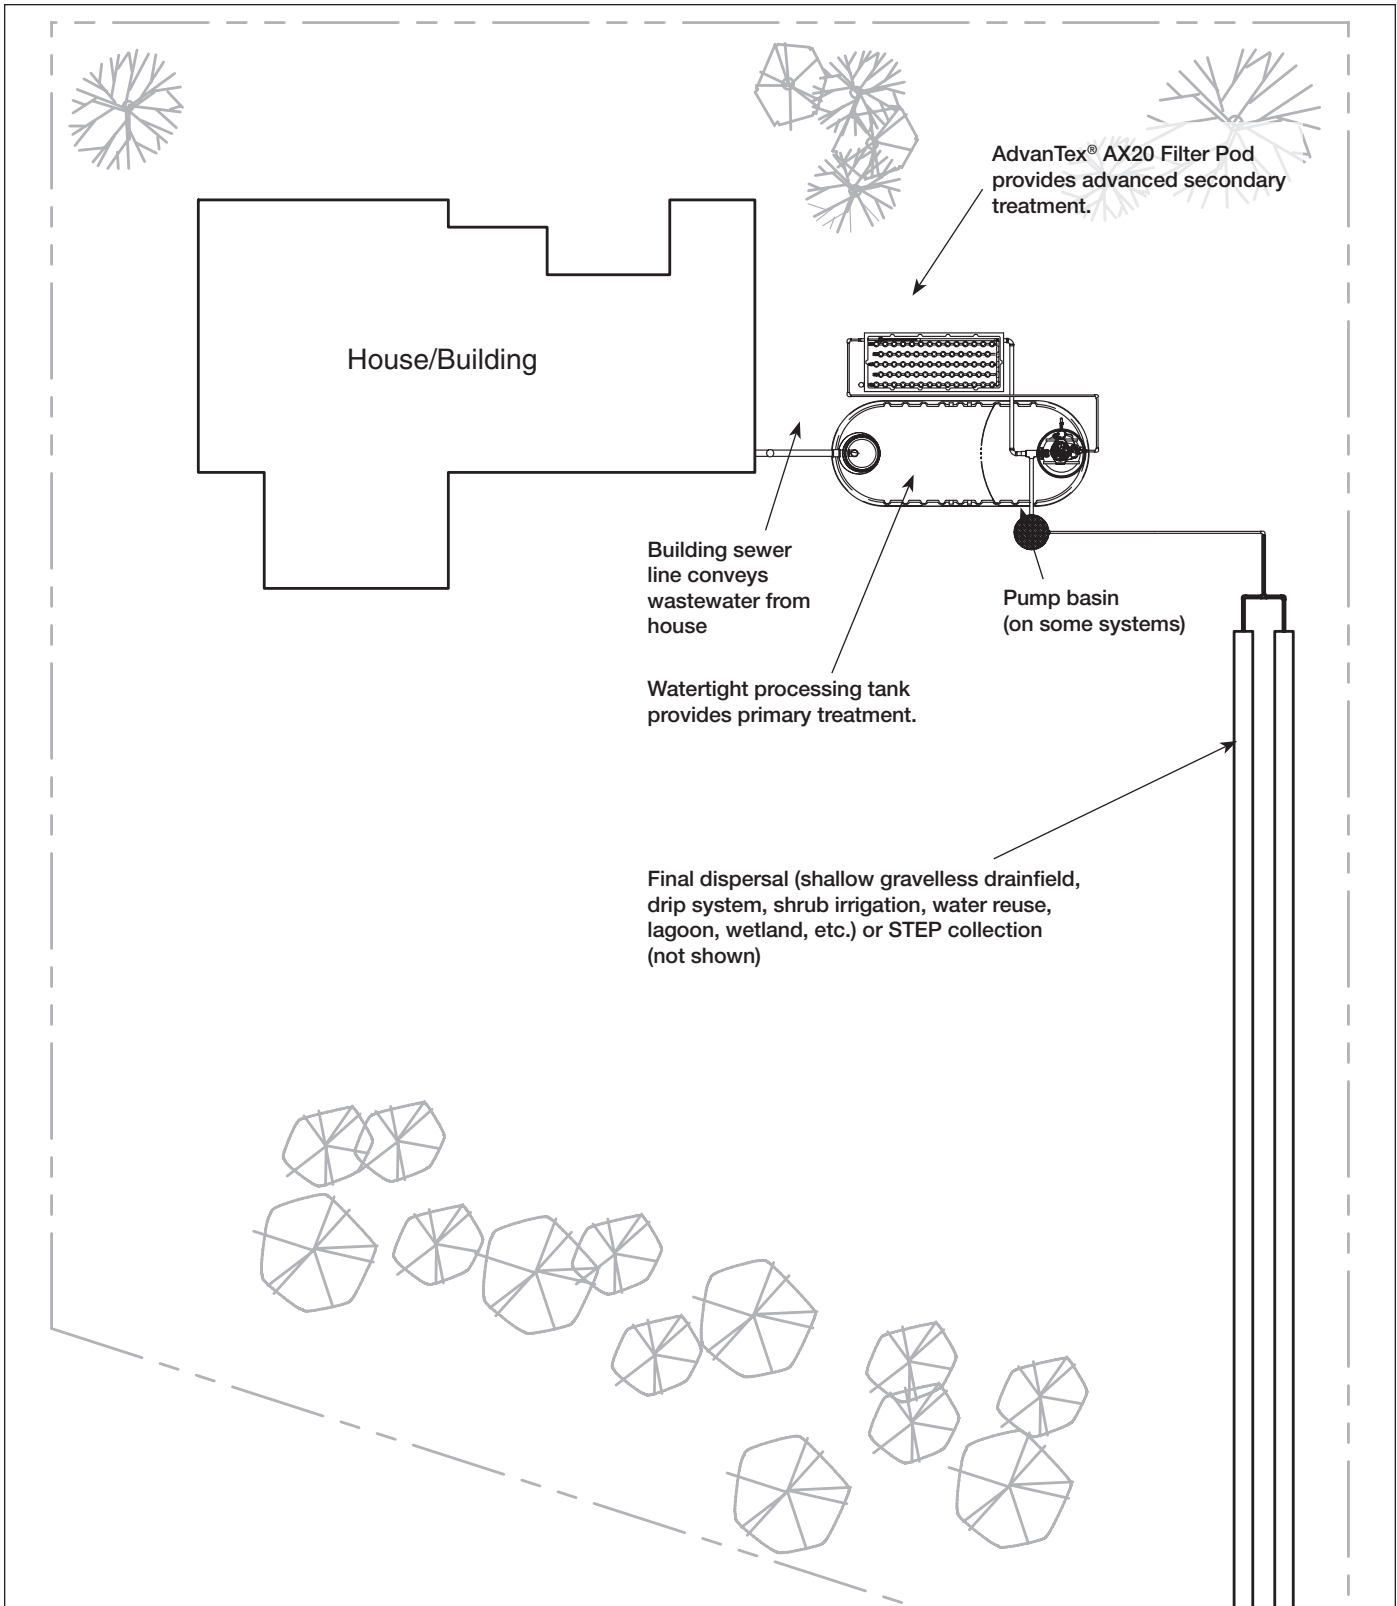 AdvanTex® AX20 Filter Pod
provides advanced secondary
treatment.
House/Building
Building sewer
line conveys
wastewater from
house
Pump basin
(on some systems)
Watertight processing tank
provides primary treatment.
Final dispersal (shallow gravelless drainfield,
drip system, shrub irrigation, water reuse,
lagoon, wetland, etc.) or STEP collection
(not shown)